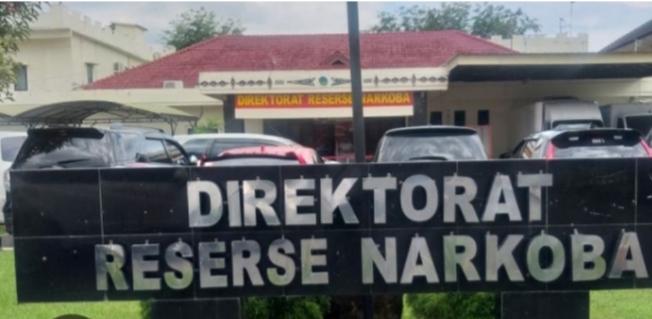 DIREKTORAT RESERSE NARKOBA
DIREKTORAT
RESERSE NARKOBA